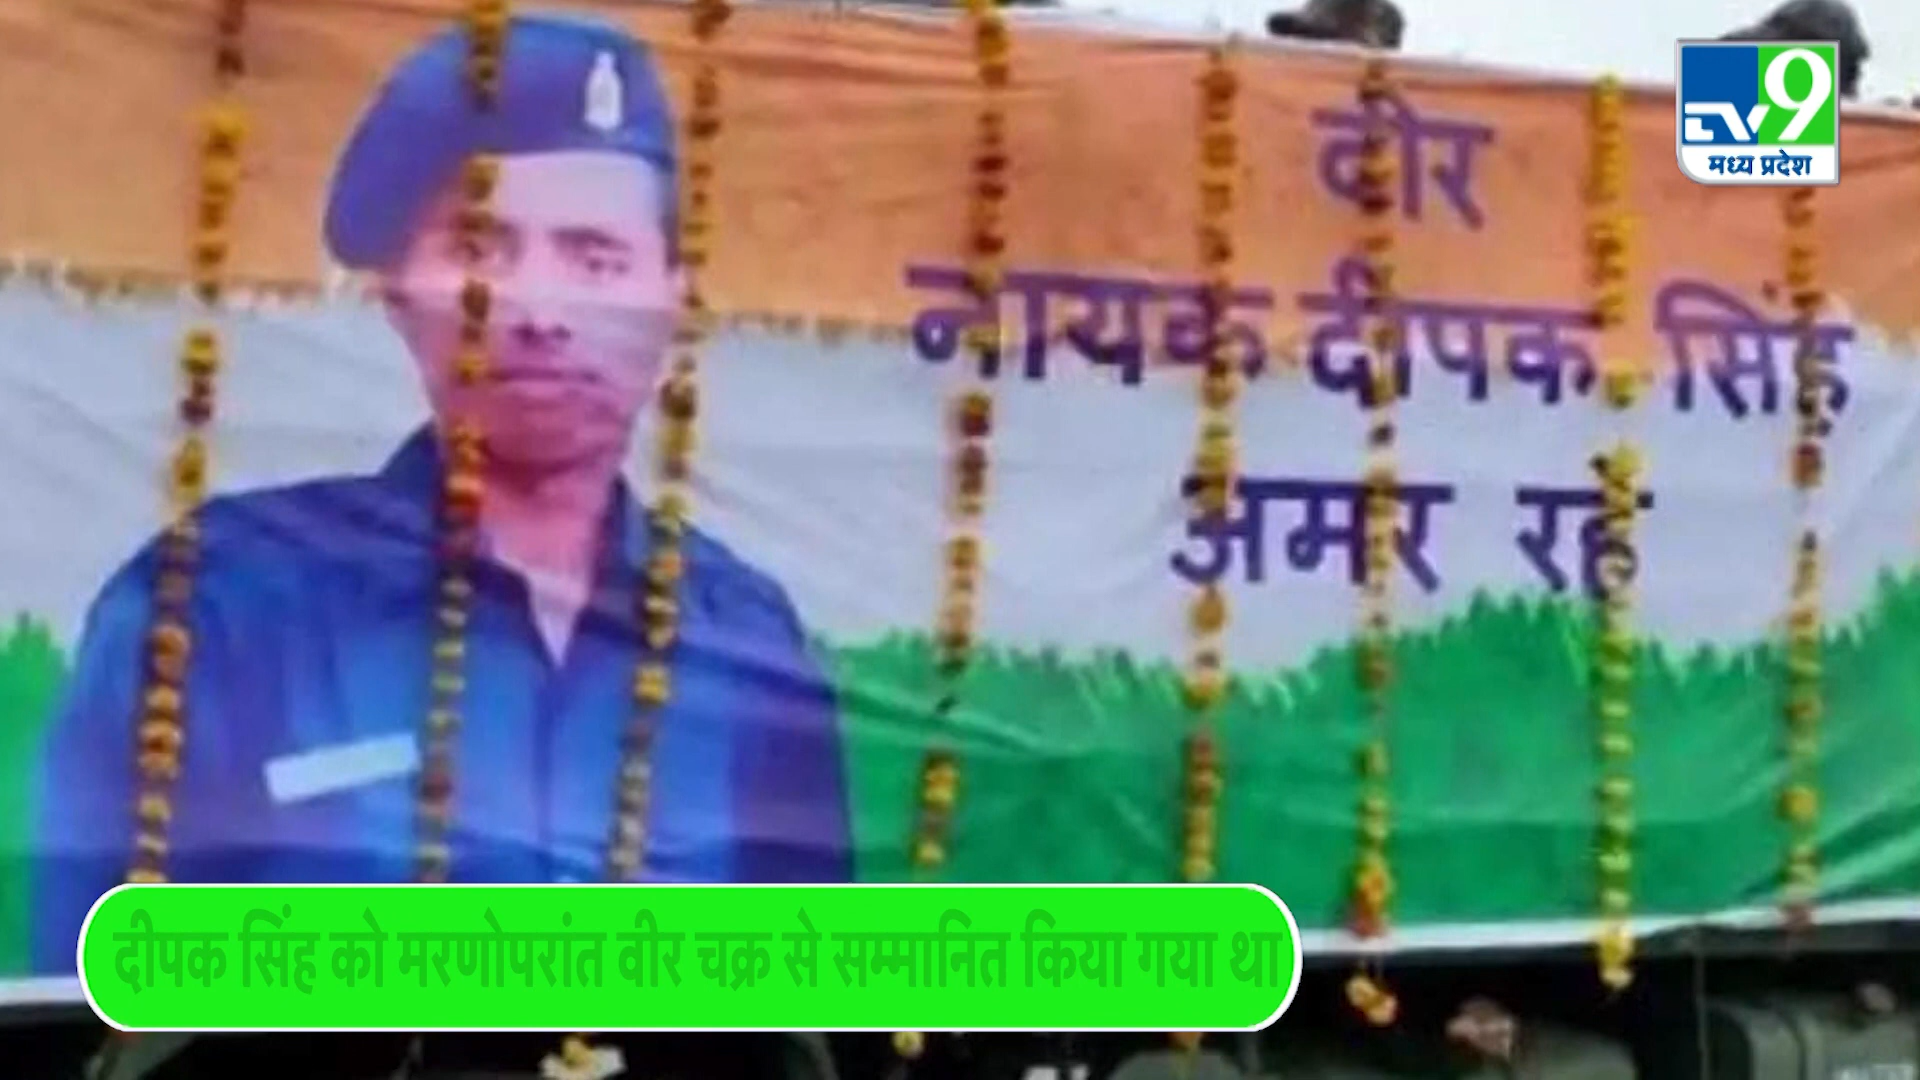 TV9
मध्य प्रदेश
वीर
नायक दीपक सिंह
अमर रहे
दीपक सिंह को मरणोपरांत वीर चक्र से सम्मानित किया गया था